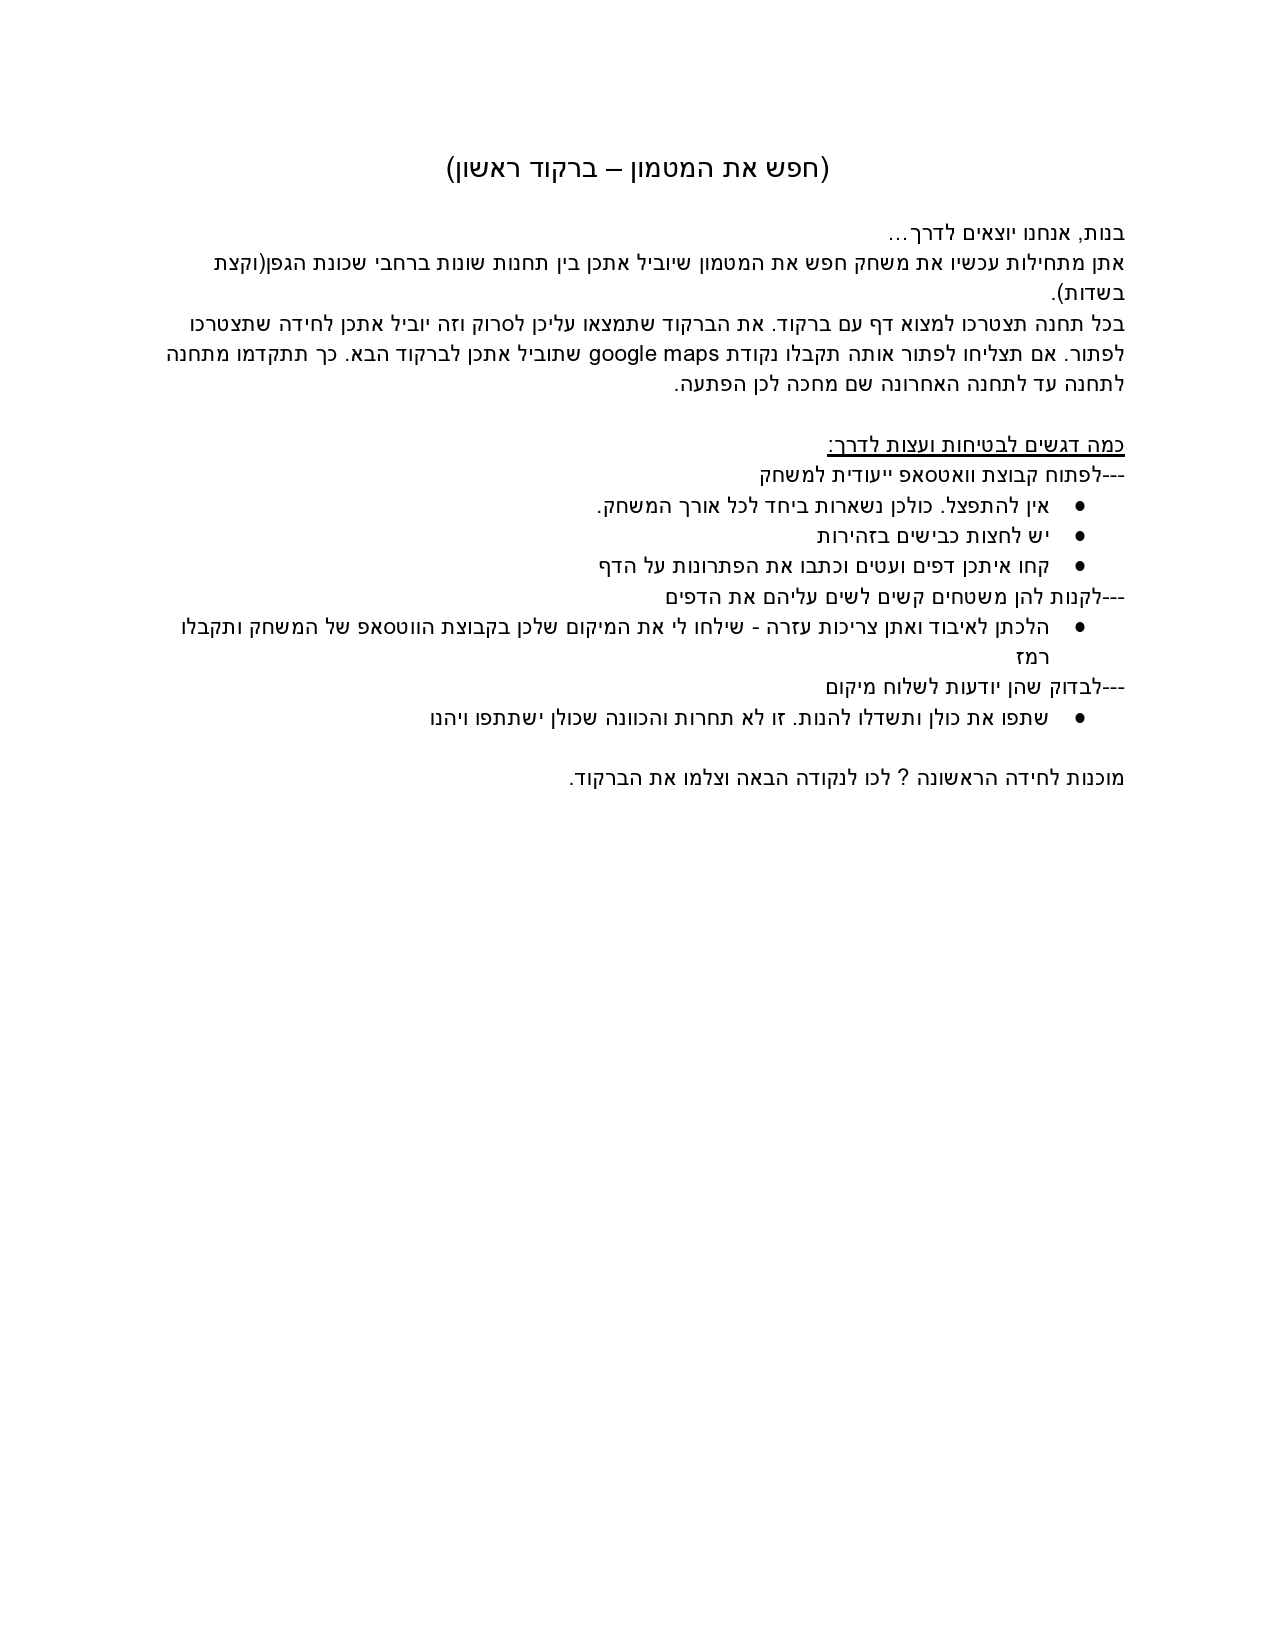 (חפש את המטמון – ברקוד ראשון)
בנות, אנחנו יוצאים לדרך...
אתן מתחילות עכשיו את משחק חפש את המטמון שיוביל אתכן בין תחנות שונות ברחבי שכונת הגפן(וקצת
בשדות).
בכל תחנה תצטרכו למצוא דף עם ברקוד. את הברקוד שתמצאו עליכן לסרוק וזה יוביל אתכן לחידה שתצטרכו
לפתור. אם תצליחו לפתור אותה תקבלו נקודת google maps שתוביל אתכן לברקוד הבא. כך תתקדמו מתחנה
לתחנה עד לתחנה האחרונה שם מחכה לכן הפתעה.
כמה דגשים לבטיחות ועצות לדרך:
---לפתוח קבוצת וואטסאפ ייעודית למשחק
● אין להתפצל. כולכן נשארות ביחד לכל אורך המשחק.
● יש לחצות כבישים בזהירות
● קחו איתכן דפים ועטים וכתבו את הפתרונות על הדף
---לקנות להן משטחים קשים לשים עליהם את הדפים
● הלכתן לאיבוד ואתן צריכות עזרה - שילחו לי את המיקום שלכן בקבוצת הווטסאפ של המשחק ותקבלו
רמז
---לבדוק שהן יודעות לשלוח מיקום
● שתפו את כולן ותשדלו להנות. זו לא תחרות והכוונה שכולן ישתתפו ויהנו
מוכנות לחידה הראשונה ? לכו לנקודה הבאה וצלמו את הברקוד.